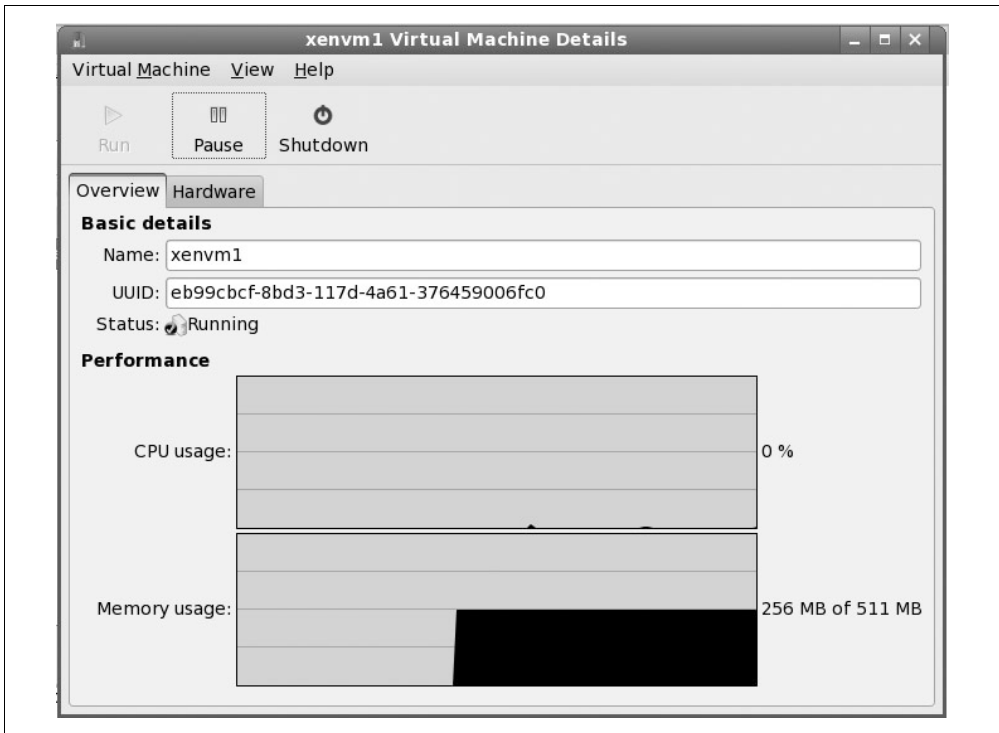 xenvm1 Virtual Machine Details
Virtual Machine View Help
Run Pause Shutdown
Overview Hardware
Basic details
Name: xenvm1
UUID: eb99cbcf-8bd3-117d-4a61-376459006fc0
Status: Running
Performance
CPU usage: 0 %
Memory usage: 256 MB of 511 MB